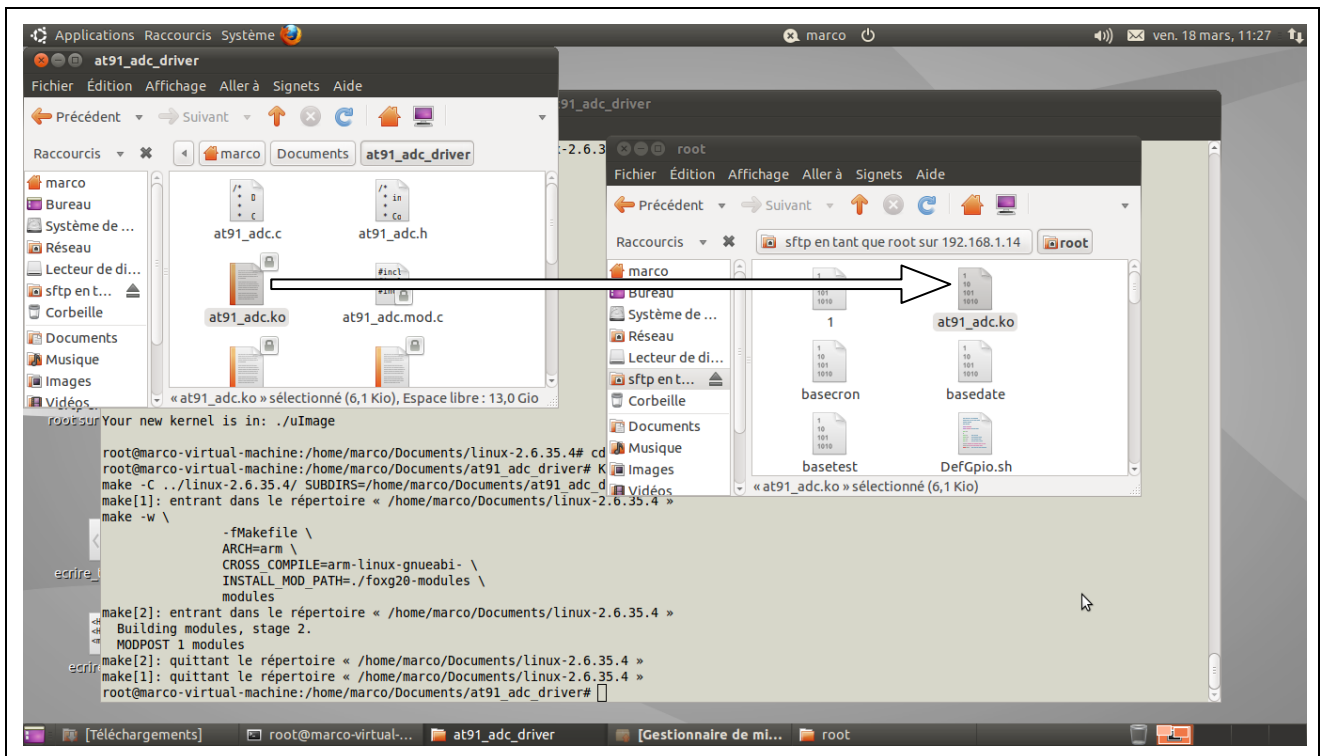 Applications Raccourcis Système
marco
ven. 18 mars, 11:27
at91_adc_driver
Fichier Édition Affichage Aller à Signets Aide
Précédent Suivant
Raccourcis
marco Documents at91_adc_driver
marco
Bureau
Système de ...
Réseau
Lecteur de di...
sftp en t...
Corbeille
Documents
Musique
Images
Vidéos
at91_adc.c
at91_adc.h
at91_adc.ko
at91_adc.mod.c
« at91_adc.ko » sélectionné (6,1 Kio), Espace libre : 13,0 Gio
91_adc_driver
-2.6.3
root
Fichier Édition Affichage Aller à Signets Aide
Précédent Suivant
Raccourcis
sftp en tant que root sur 192.168.1.14 root
marco
Bureau
Système de ...
Réseau
Lecteur de di...
sftp en t...
Corbeille
Documents
Musique
Images
Vidéos
1
at91_adc.ko
basecron
basedate
basetest
DefGpio.sh
« at91_adc.ko » sélectionné (6,1 Kio)
root sur
Your new kernel is in: ./uImage
root@marco-virtual-machine:/home/marco/Documents/linux-2.6.35.4# cd
root@marco-virtual-machine:/home/marco/Documents/at91_adc_driver# K
make -C ../linux-2.6.35.4/ SUBDIRS=/home/marco/Documents/at91_adc_d
make[1]: entrant dans le répertoire « /home/marco/Documents/linux-2.6.35.4 »
make -w \
-fMakefile \
ARCH=arm \
CROSS_COMPILE=arm-linux-gnueabi- \
INSTALL_MOD_PATH=./foxg20-modules \
modules
make[2]: entrant dans le répertoire « /home/marco/Documents/linux-2.6.35.4 »
Building modules, stage 2.
MODPOST 1 modules
make[2]: quittant le répertoire « /home/marco/Documents/linux-2.6.35.4 »
make[1]: quittant le répertoire « /home/marco/Documents/linux-2.6.35.4 »
root@marco-virtual-machine:/home/marco/Documents/at91_adc_driver#
ecrire_
ecrir
[Téléchargements] root@marco-virtual-... at91_adc_driver [Gestionnaire de mi... root